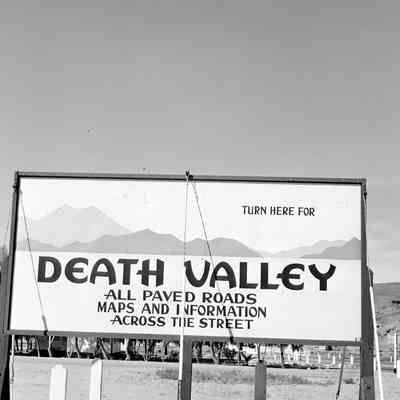 TURN HERE FOR
DEATH VALLEY
ALL PAVED ROADS
MAPS AND INFORMATION
ACROSS THE STREET